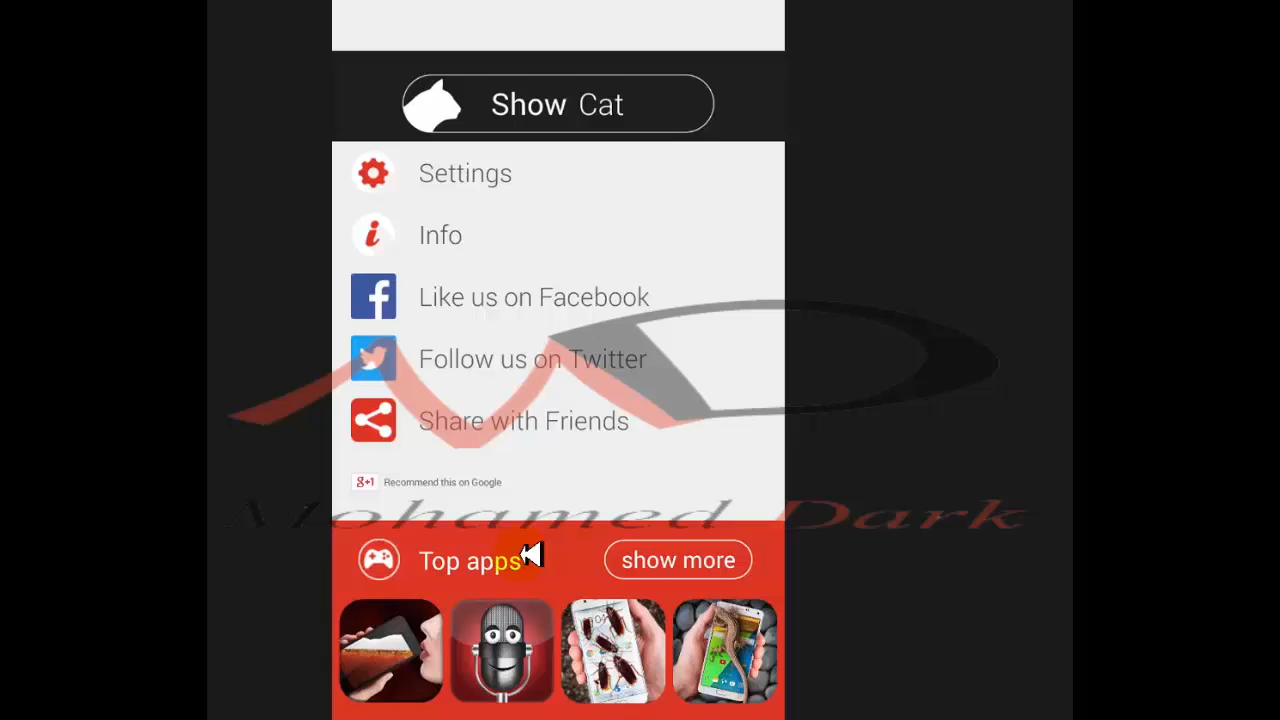 Show Cat
Settings
Info
Like us on Facebook
Follow us on Twitter
Share with Friends
g+1 Recommend this on Google
Mohamed Dark
Top apps
show more